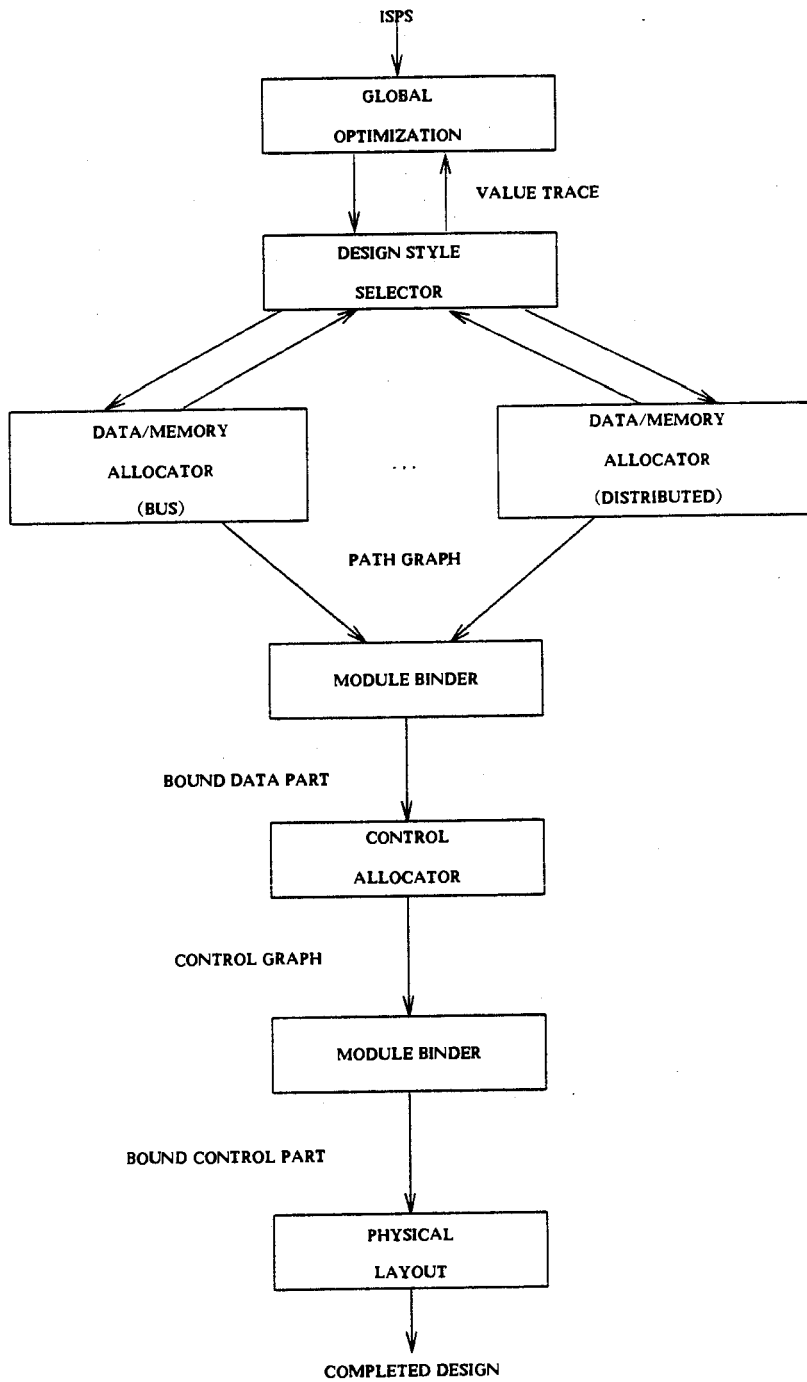 ISPS
GLOBAL
OPTIMIZATION
VALUE TRACE
DESIGN STYLE
SELECTOR
DATA/MEMORY
ALLOCATOR
(BUS)
...
DATA/MEMORY
ALLOCATOR
(DISTRIBUTED)
PATH GRAPH
MODULE BINDER
BOUND DATA PART
CONTROL
ALLOCATOR
CONTROL GRAPH
MODULE BINDER
BOUND CONTROL PART
PHYSICAL
LAYOUT
COMPLETED DESIGN